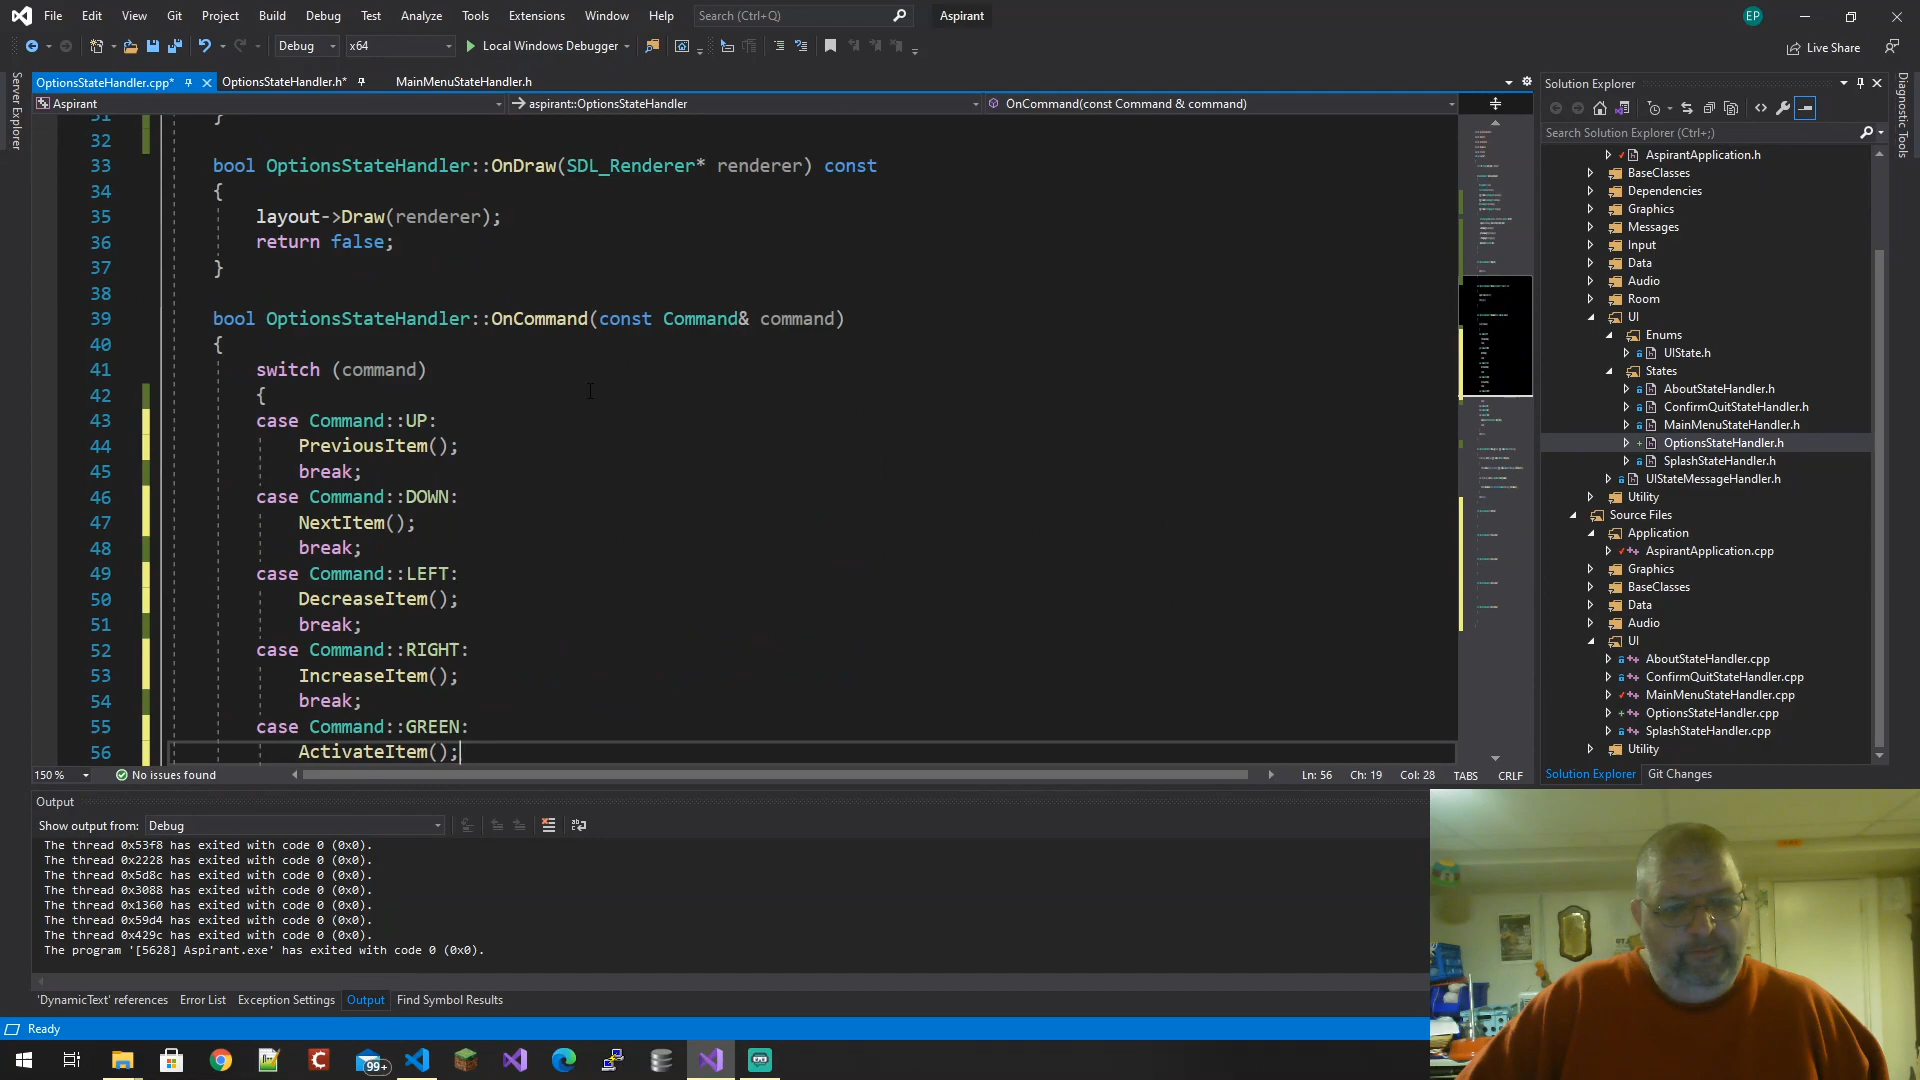 File Edit View Git Project Build Debug Test Analyze Tools Extensions Window Help Search (Ctrl+Q) Aspirant EP
Debug x64 Local Windows Debugger Live Share
Server Explorer
OptionsStateHandler.cpp* OptionsStateHandler.h* MainMenuStateHandler.h
Aspirant aspirant::OptionsStateHandler OnCommand(const Command & command)
31 }
32
33 bool OptionsStateHandler::OnDraw(SDL_Renderer* renderer) const
34 {
35 layout->Draw(renderer);
36 return false;
37 }
38
39 bool OptionsStateHandler::OnCommand(const Command& command)
40 {
41 switch (command)
42 {
43 case Command::UP:
44 PreviousItem();
45 break;
46 case Command::DOWN:
47 NextItem();
48 break;
49 case Command::LEFT:
50 DecreaseItem();
51 break;
52 case Command::RIGHT:
53 IncreaseItem();
54 break;
55 case Command::GREEN:
56 ActivateItem();
150 % No issues found Ln: 56 Ch: 19 Col: 28 TABS CRLF
Solution Explorer
Search Solution Explorer (Ctrl+;)
AspirantApplication.h
BaseClasses
Dependencies
Graphics
Messages
Input
Data
Audio
Room
UI
Enums
UIState.h
States
AboutStateHandler.h
ConfirmQuitStateHandler.h
MainMenuStateHandler.h
OptionsStateHandler.h
SplashStateHandler.h
UIStateMessageHandler.h
Utility
Source Files
Application
AspirantApplication.cpp
Graphics
BaseClasses
Data
Audio
UI
AboutStateHandler.cpp
ConfirmQuitStateHandler.cpp
MainMenuStateHandler.cpp
OptionsStateHandler.cpp
SplashStateHandler.cpp
Utility
Solution Explorer Git Changes
Diagnostic Tools
Output
Show output from: Debug
The thread 0x53f8 has exited with code 0 (0x0).
The thread 0x2228 has exited with code 0 (0x0).
The thread 0x5d8c has exited with code 0 (0x0).
The thread 0x3088 has exited with code 0 (0x0).
The thread 0x1360 has exited with code 0 (0x0).
The thread 0x59d4 has exited with code 0 (0x0).
The thread 0x429c has exited with code 0 (0x0).
The program '[5628] Aspirant.exe' has exited with code 0 (0x0).
'DynamicText' references Error List Exception Settings Output Find Symbol Results
Ready
99+